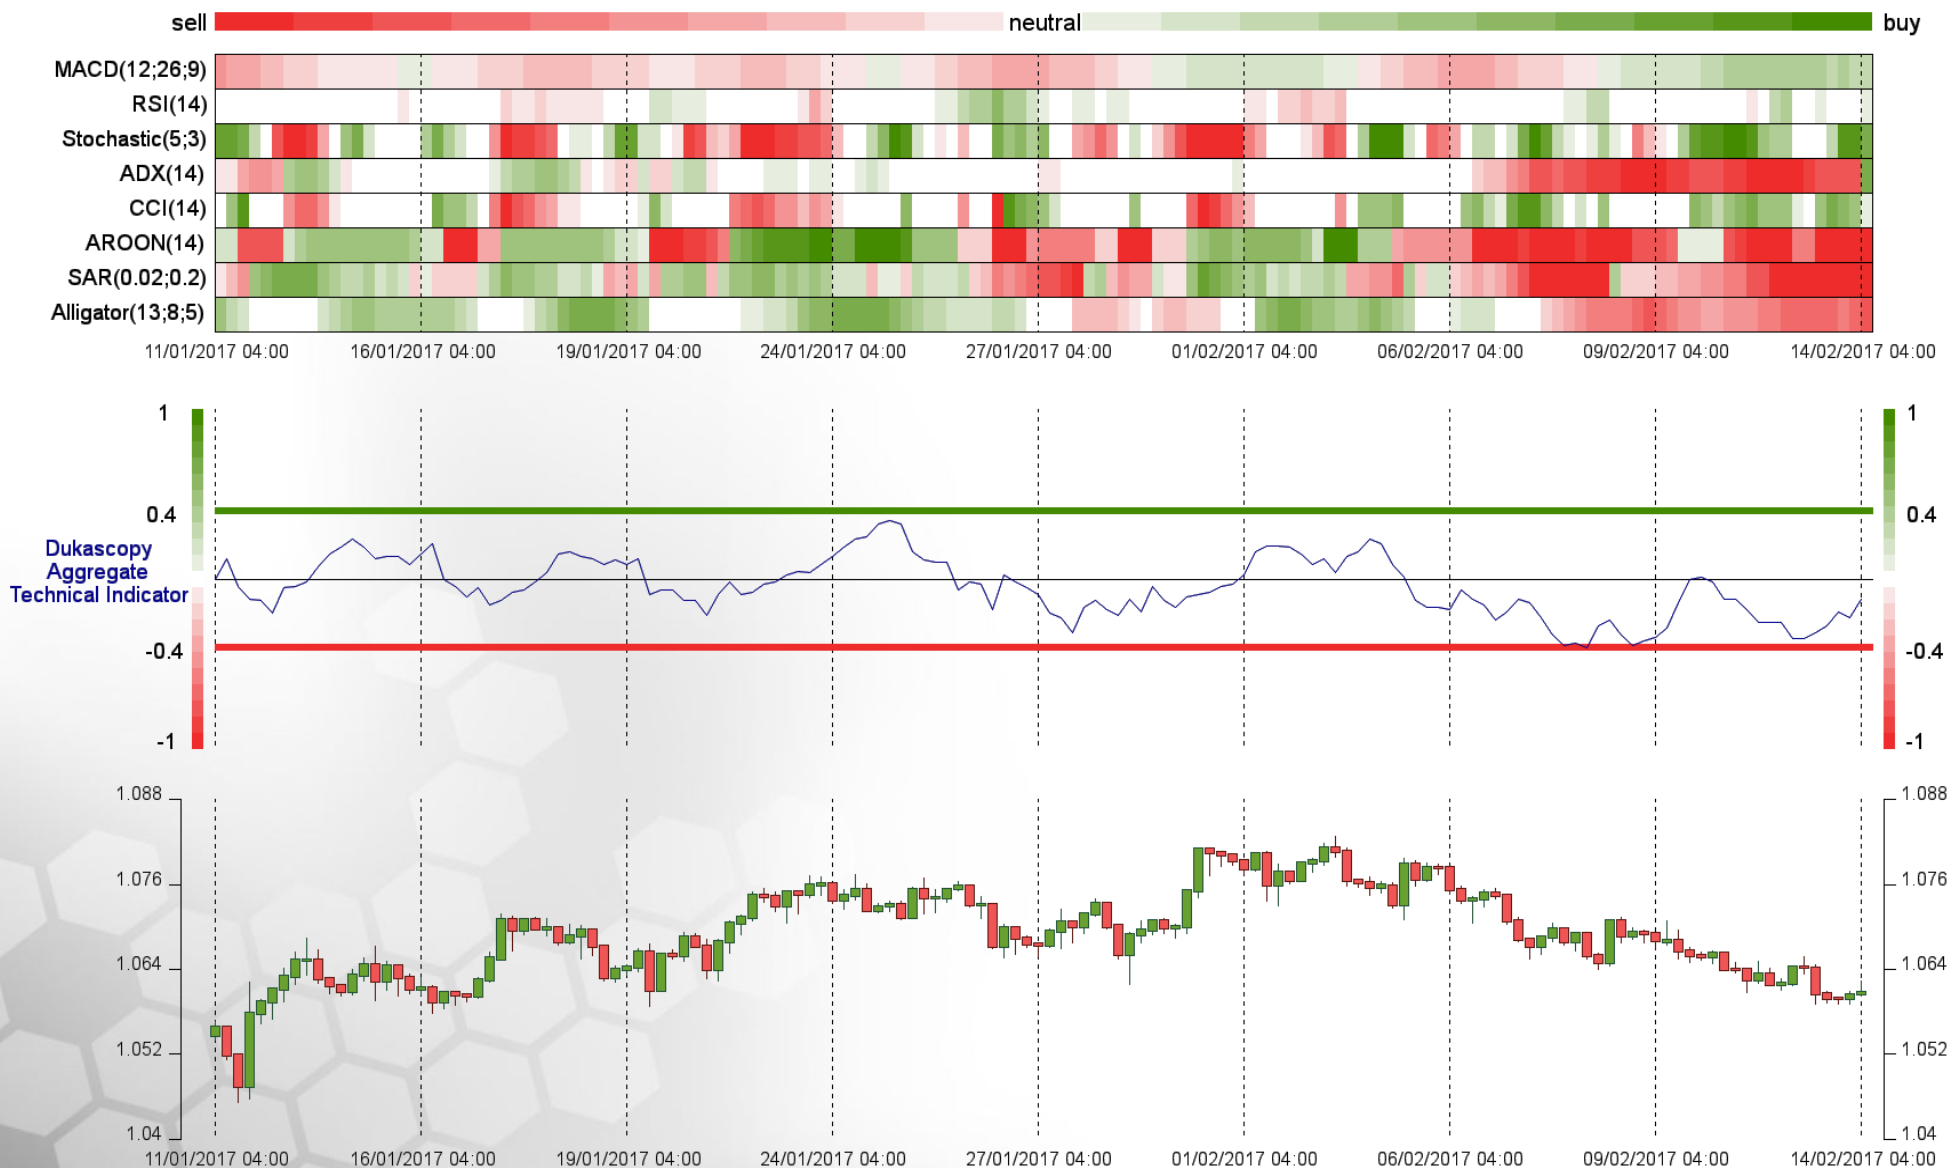 sell neutral buy
MACD(12;26;9)
RSI(14)
Stochastic(5;3)
ADX(14)
CCI(14)
AROON(14)
SAR(0.02;0.2)
Alligator(13;8;5)
11/01/2017 04:00 16/01/2017 04:00 19/01/2017 04:00 24/01/2017 04:00 27/01/2017 04:00 01/02/2017 04:00 06/02/2017 04:00 09/02/2017 04:00 14/02/2017 04:00
1 1
0.4 0.4
Dukascopy
Aggregate
Technical Indicator
-0.4 -0.4
-1 -1
1.088 1.088
1.076 1.076
1.064 1.064
1.052 1.052
1.04 1.04
11/01/2017 04:00 16/01/2017 04:00 19/01/2017 04:00 24/01/2017 04:00 27/01/2017 04:00 01/02/2017 04:00 06/02/2017 04:00 09/02/2017 04:00 14/02/2017 04:00